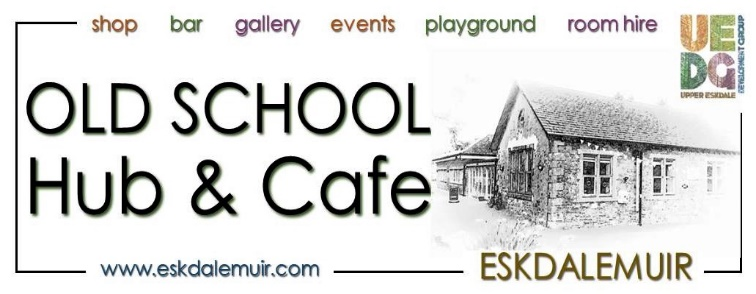 shop bar gallery events playground room hire
UE
DG
UPPER ESKDALE
DEVELOPMENT GROUP
OLD SCHOOL
Hub & Cafe
www.eskdalemuir.com
ESKDALEMUIR